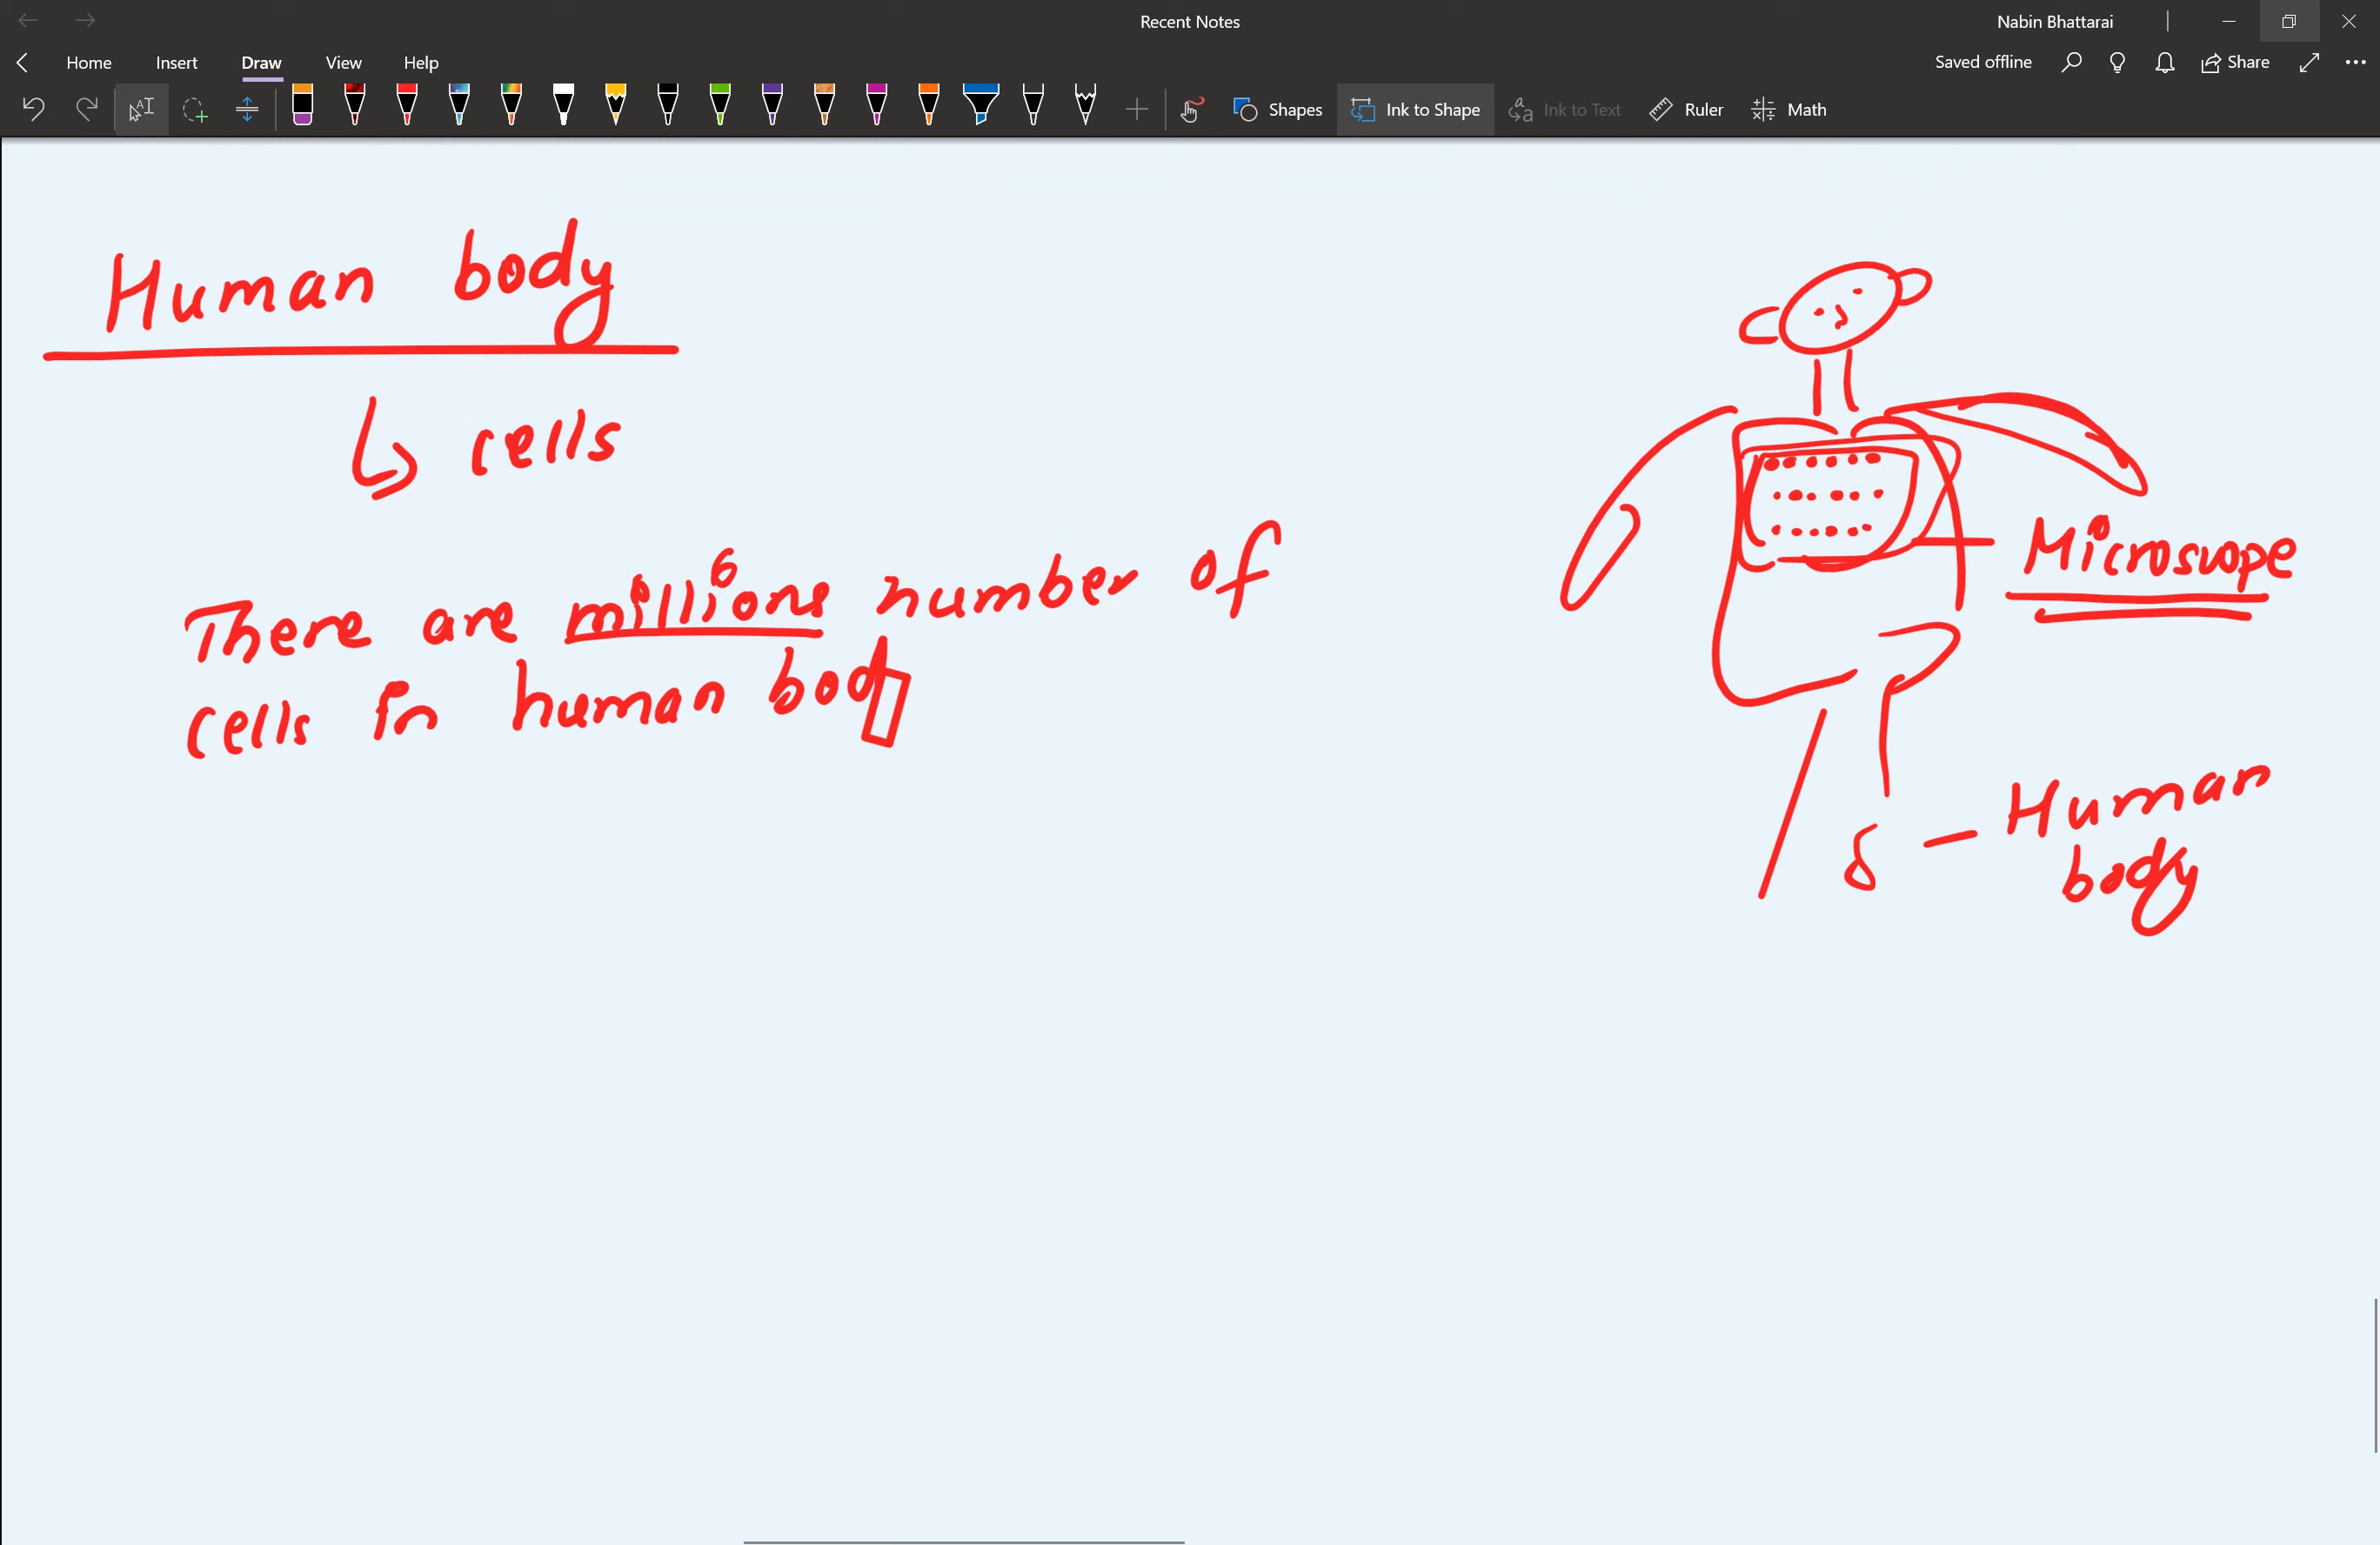 Recent Notes
Nabin Bhattarai
Home Insert Draw View Help
Saved offline
Share
Shapes
Ink to Shape
Ink to Text
Ruler
Math
Human body
↳ cells
There are millions number of
cells in human body
Microscope
Human
body